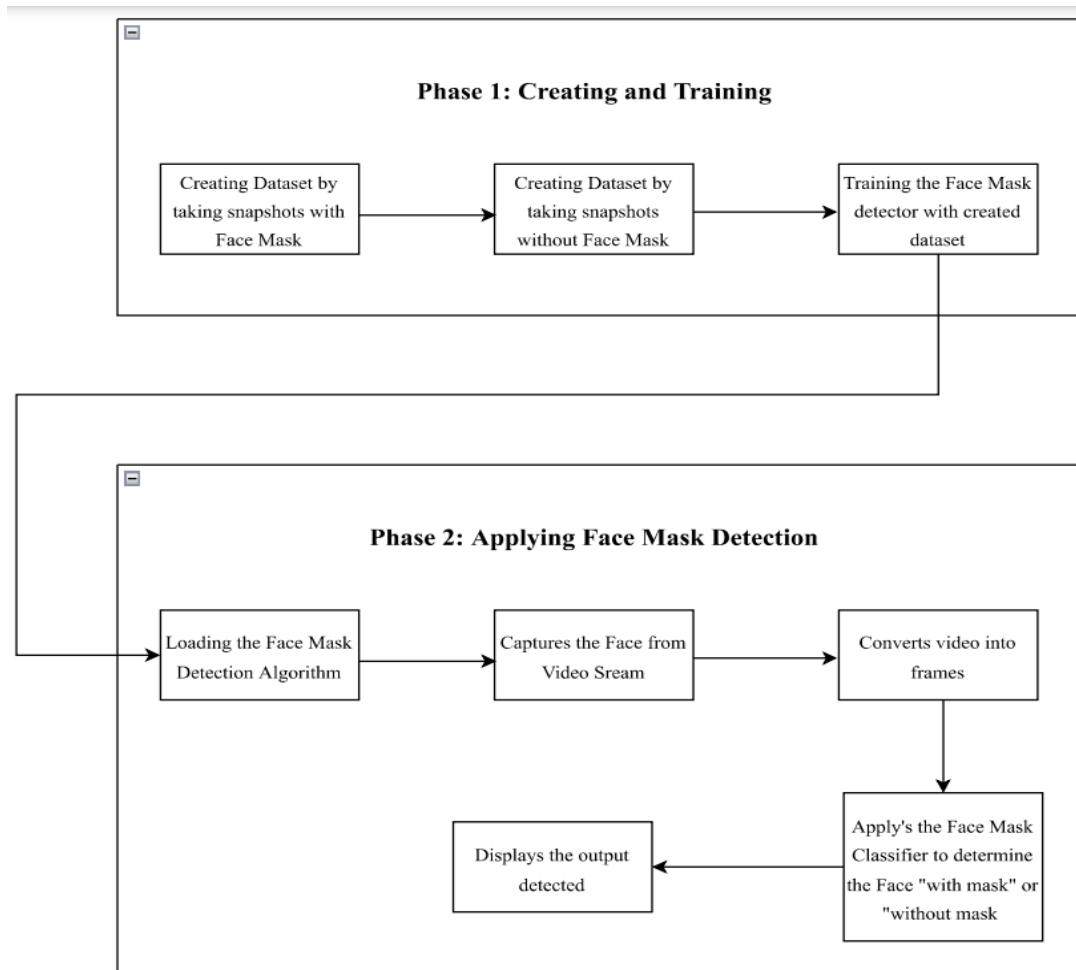 Phase 1: Creating and Training
Creating Dataset by
taking snapshots with
Face Mask
Creating Dataset by
taking snapshots
without Face Mask
Training the Face Mask
detector with created
dataset
Phase 2: Applying Face Mask Detection
Loading the Face Mask
Detection Algorithm
Captures the Face from
Video Sream
Converts video into
frames
Apply's the Face Mask
Classifier to determine
the Face "with mask" or
"without mask
Displays the output
detected